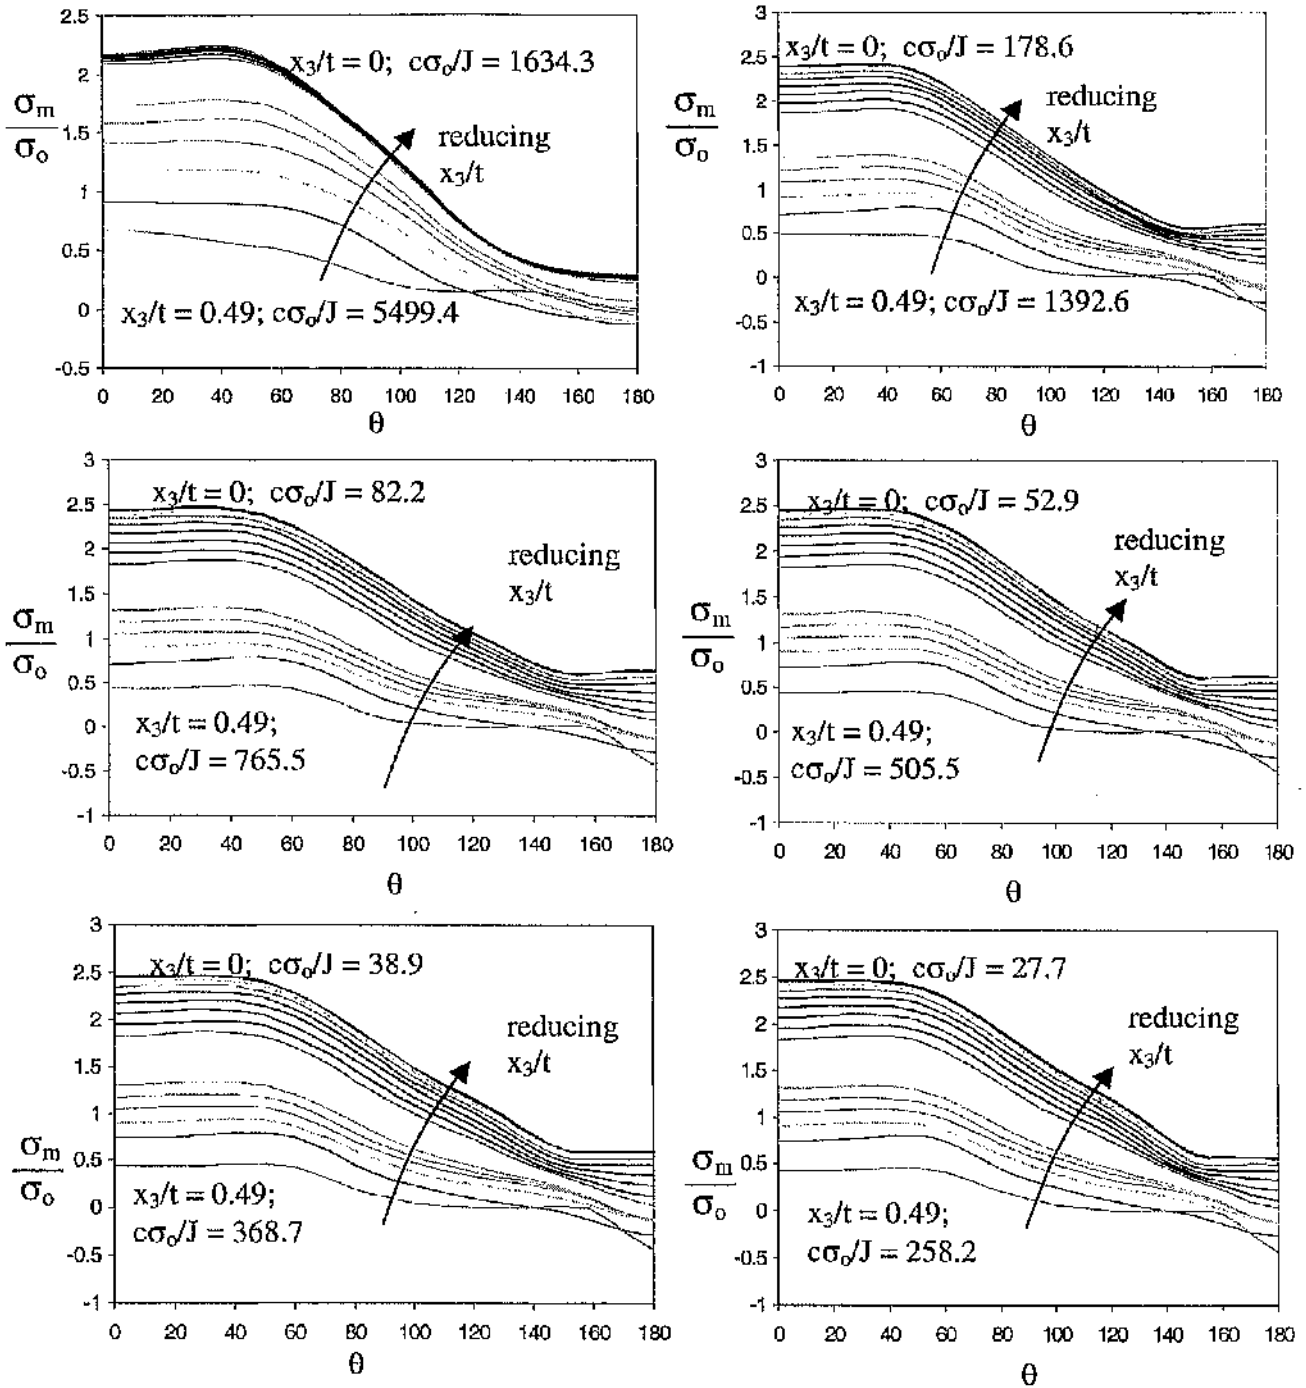 2.5
2
1.5
1
0.5
0
-0.5
σm
σo
x3/t = 0; cσo/J = 1634.3
reducing
x3/t
x3/t = 0.49; cσo/J = 5499.4
0 20 40 60 80 100 120 140 160 180
θ
3
2.5
2
1.5
1
0.5
0
-0.5
-1
σm
σo
x3/t = 0; cσo/J = 178.6
reducing
x3/t
x3/t = 0.49; cσo/J = 1392.6
0 20 40 60 80 100 120 140 160 180
θ
3
2.5
2
1.5
1
0.5
0
-0.5
-1
σm
σo
x3/t = 0; cσo/J = 82.2
reducing
x3/t
x3/t = 0.49;
cσo/J = 765.5
0 20 40 60 80 100 120 140 160 180
θ
3
2.5
2
1.5
1
0.5
0
-0.5
-1
σm
σo
x3/t = 0; cσo/J = 52.9
reducing
x3/t
x3/t = 0.49;
cσo/J = 505.5
0 20 40 60 80 100 120 140 160 180
θ
3
2.5
2
1.5
1
0.5
0
-0.5
-1
σm
σo
x3/t = 0; cσo/J = 38.9
reducing
x3/t
x3/t = 0.49;
cσo/J = 368.7
0 20 40 60 80 100 120 140 160 180
θ
3
2.5
2
1.5
1
0.5
0
-0.5
-1
σm
σo
x3/t = 0; cσo/J = 27.7
reducing
x3/t
x3/t = 0.49;
cσo/J = 258.2
0 20 40 60 80 100 120 140 160 180
θ